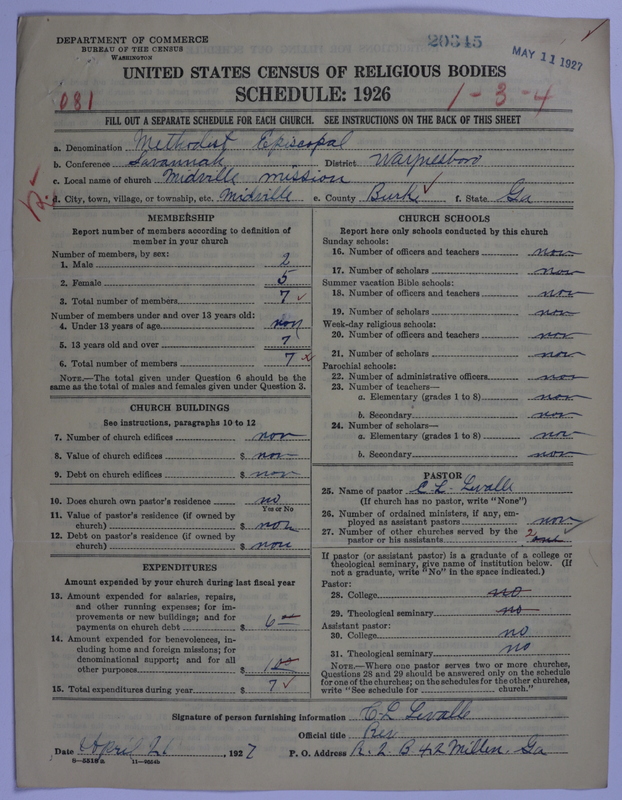 DEPARTMENT OF COMMERCE
BUREAU OF THE CENSUS
WASHINGTON
20345
MAY 11 1927
UNITED STATES CENSUS OF RELIGIOUS BODIES
SCHEDULE: 1926
081
1-3-4
FILL OUT A SEPARATE SCHEDULE FOR EACH CHURCH. SEE INSTRUCTIONS ON THE BACK OF THIS SHEET
a. Denomination Methodist Episcopal
b. Conference Savannah District Waynesboro
c. Local name of church Midville mission
d. City, town, village, or township, etc. Midville e. County Burke f. State Ga
MEMBERSHIP
Report number of members according to definition of member in your church
Number of members, by sex:
1. Male 2
2. Female 5
3. Total number of members 7
Number of members under and over 13 years old:
4. Under 13 years of age non
5. 13 years old and over 7
6. Total number of members 7
NOTE.—The total given under Question 6 should be the same as the total of males and females given under Question 3.
CHURCH BUILDINGS
See instructions, paragraphs 10 to 12
7. Number of church edifices non
8. Value of church edifices $ non
9. Debt on church edifices $ non
10. Does church own pastor's residence no
Yes or No
11. Value of pastor's residence (if owned by church) $ non
12. Debt on pastor's residence (if owned by church) $ non
EXPENDITURES
Amount expended by your church during last fiscal year
13. Amount expended for salaries, repairs, and other running expenses; for improvements or new buildings; and for payments on church debt $ 6 00
14. Amount expended for benevolences, including home and foreign missions; for denominational support; and for all other purposes $ 1 00
15. Total expenditures during year $ 7
CHURCH SCHOOLS
Report here only schools conducted by this church
Sunday schools:
16. Number of officers and teachers non
17. Number of scholars non
Summer vacation Bible schools:
18. Number of officers and teachers non
19. Number of scholars non
Week-day religious schools:
20. Number of officers and teachers non
21. Number of scholars non
Parochial schools:
22. Number of administrative officers non
23. Number of teachers—
a. Elementary (grades 1 to 8) non
b. Secondary non
24. Number of scholars—
a. Elementary (grades 1 to 8) non
b. Secondary non
PASTOR
25. Name of pastor C. L. Levalle
(If church has no pastor, write "None")
26. Number of ordained ministers, if any, employed as assistant pastors non
27. Number of other churches served by the pastor or his assistants 2
If pastor (or assistant pastor) is a graduate of a college or theological seminary, give name of institution below. (If not a graduate, write "No" in the space indicated.)
Pastor:
28. College no
29. Theological seminary no
Assistant pastor:
30. College no
31. Theological seminary no
NOTE.—Where one pastor serves two or more churches, Questions 28 and 29 should be answered only on the schedule for one of the churches; on the schedules for the other churches, write "See schedule for church."
Signature of person furnishing information C L Levalle
Official title Rev
Date April 21, 1927 P. O. Address R. 2 B 42 Millen Ga
8—5518a 11—9054b